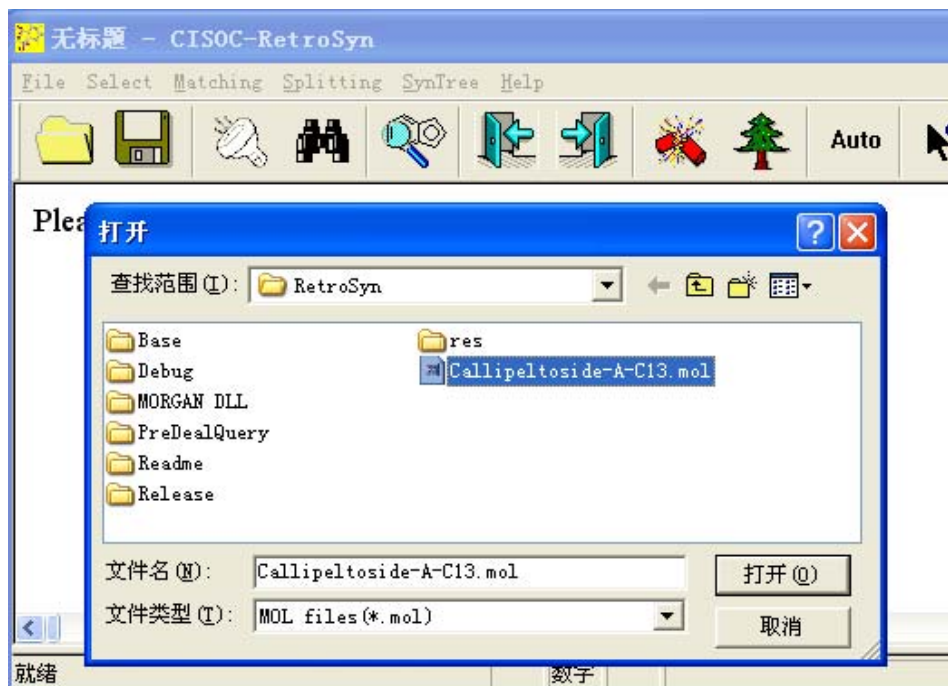 无标题 - CISOC-RetroSyn
File Select Matching Splitting SynTree Help
Auto
Plea
打开
查找范围(I): RetroSyn
Base
Debug
MORGAN DLL
PreDealQuery
Readme
Release
res
Callipeltoside-A-C13.mol
文件名(N): Callipeltoside-A-C13.mol
打开(O)
文件类型(T): MOL files(*.mol)
取消
就绪
数字